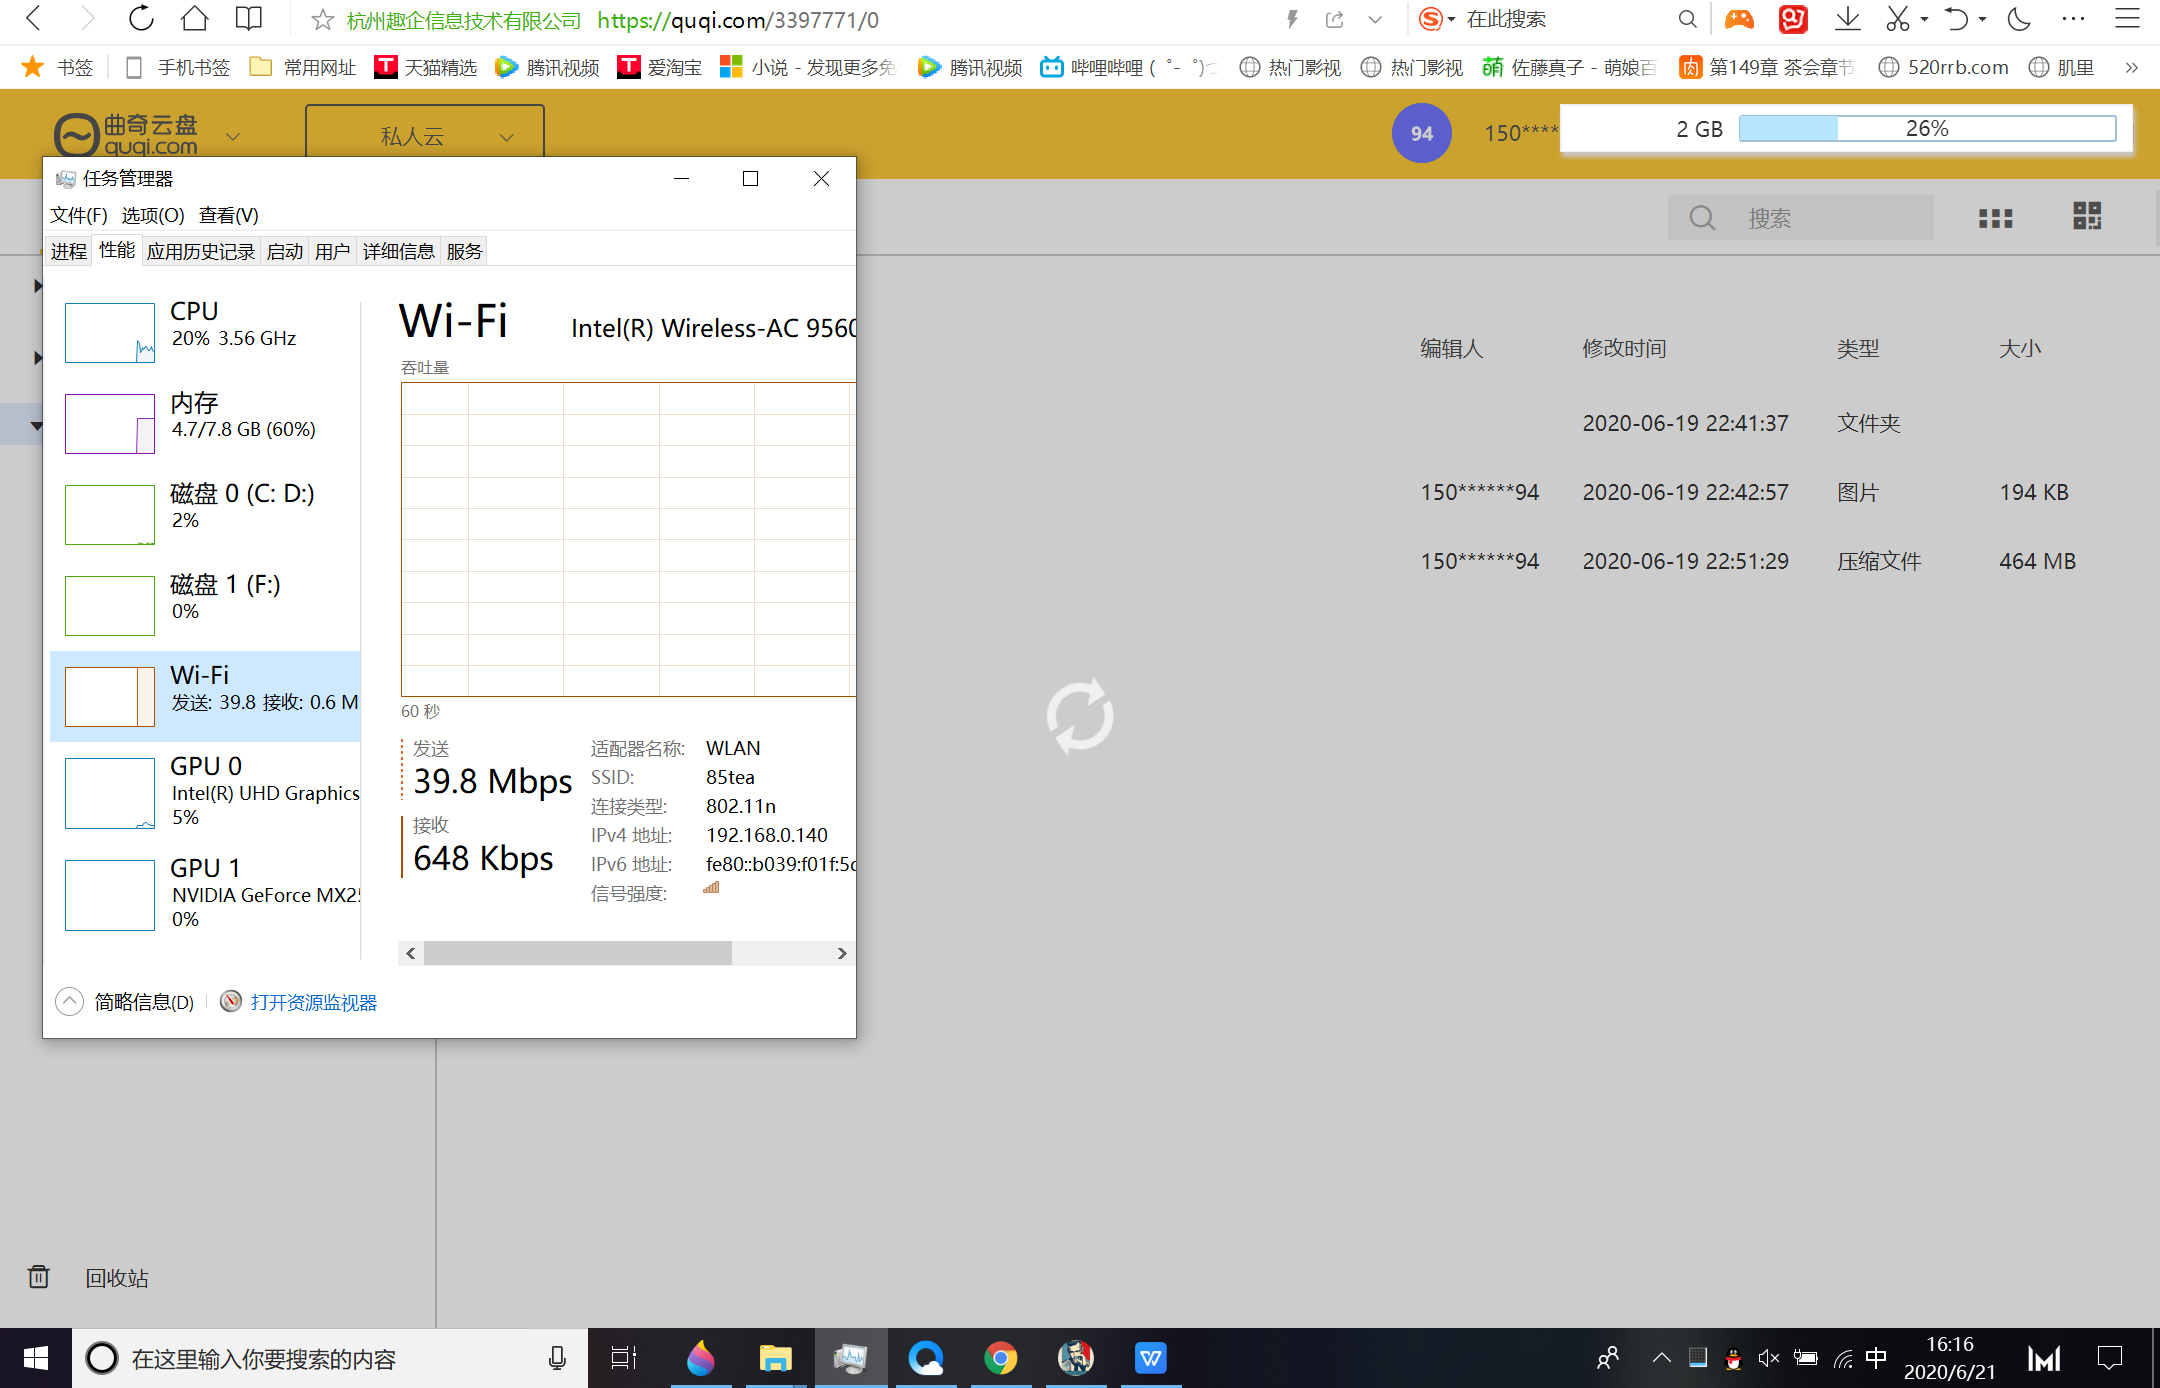 杭州趣企信息技术有限公司 https://quqi.com/3397771/0 在此搜索
书签 手机书签 常用网址 天猫精选 腾讯视频 爱淘宝 小说 - 发现更多免 腾讯视频 哔哩哔哩 ( ゜- ゜)つ 热门影视 热门影视 佐藤真子 - 萌娘百 第149章 茶会章节 520rrb.com 肌里 »
曲奇云盘
quqi.com
私人云
94 150**** 2 GB 26%
任务管理器
文件(F) 选项(O) 查看(V)
进程 性能 应用历史记录 启动 用户 详细信息 服务
搜索
CPU
20% 3.56 GHz
内存
4.7/7.8 GB (60%)
磁盘 0 (C: D:)
2%
磁盘 1 (F:)
0%
Wi-Fi
发送: 39.8 接收: 0.6 M
GPU 0
Intel(R) UHD Graphics
5%
GPU 1
NVIDIA GeForce MX25
0%
Wi-Fi Intel(R) Wireless-AC 9560
吞吐量
60 秒
发送
39.8 Mbps
接收
648 Kbps
适配器名称: WLAN
SSID: 85tea
连接类型: 802.11n
IPv4 地址: 192.168.0.140
IPv6 地址: fe80::b039:f01f:5c
信号强度:
简略信息(D) 打开资源监视器
编辑人 修改时间 类型 大小
2020-06-19 22:41:37 文件夹
150******94 2020-06-19 22:42:57 图片 194 KB
150******94 2020-06-19 22:51:29 压缩文件 464 MB
回收站
在这里输入你要搜索的内容
中
16:16
2020/6/21